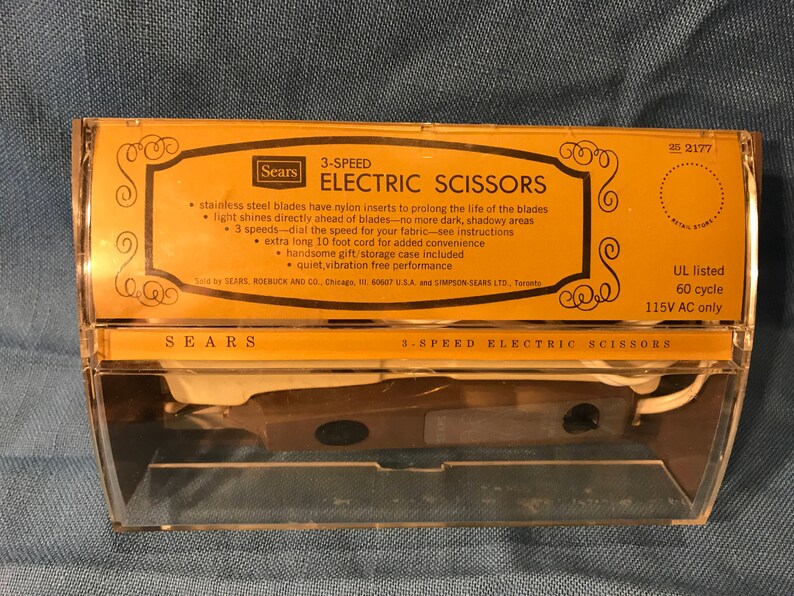 25 2177
Sears
3-SPEED
ELECTRIC SCISSORS
• stainless steel blades have nylon inserts to prolong the life of the blades
• light shines directly ahead of blades—no more dark, shadowy areas
• 3 speeds—dial the speed for your fabric—see instructions
• extra long 10 foot cord for added convenience
• handsome gift/storage case included
• quiet,vibration free performance
Sold by SEARS, ROEBUCK AND CO., Chicago, Ill. 60607 U.S.A. and SIMPSON-SEARS LTD., Toronto
RETAIL STORE
UL listed
60 cycle
115V AC only
SEARS 3-SPEED ELECTRIC SCISSORS